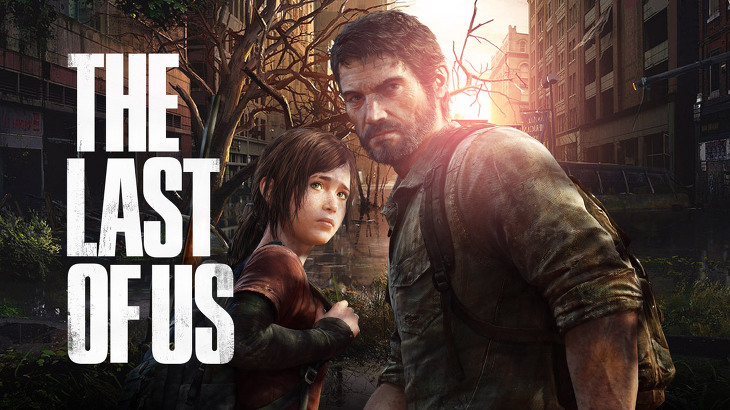 THE
LAST
OF US